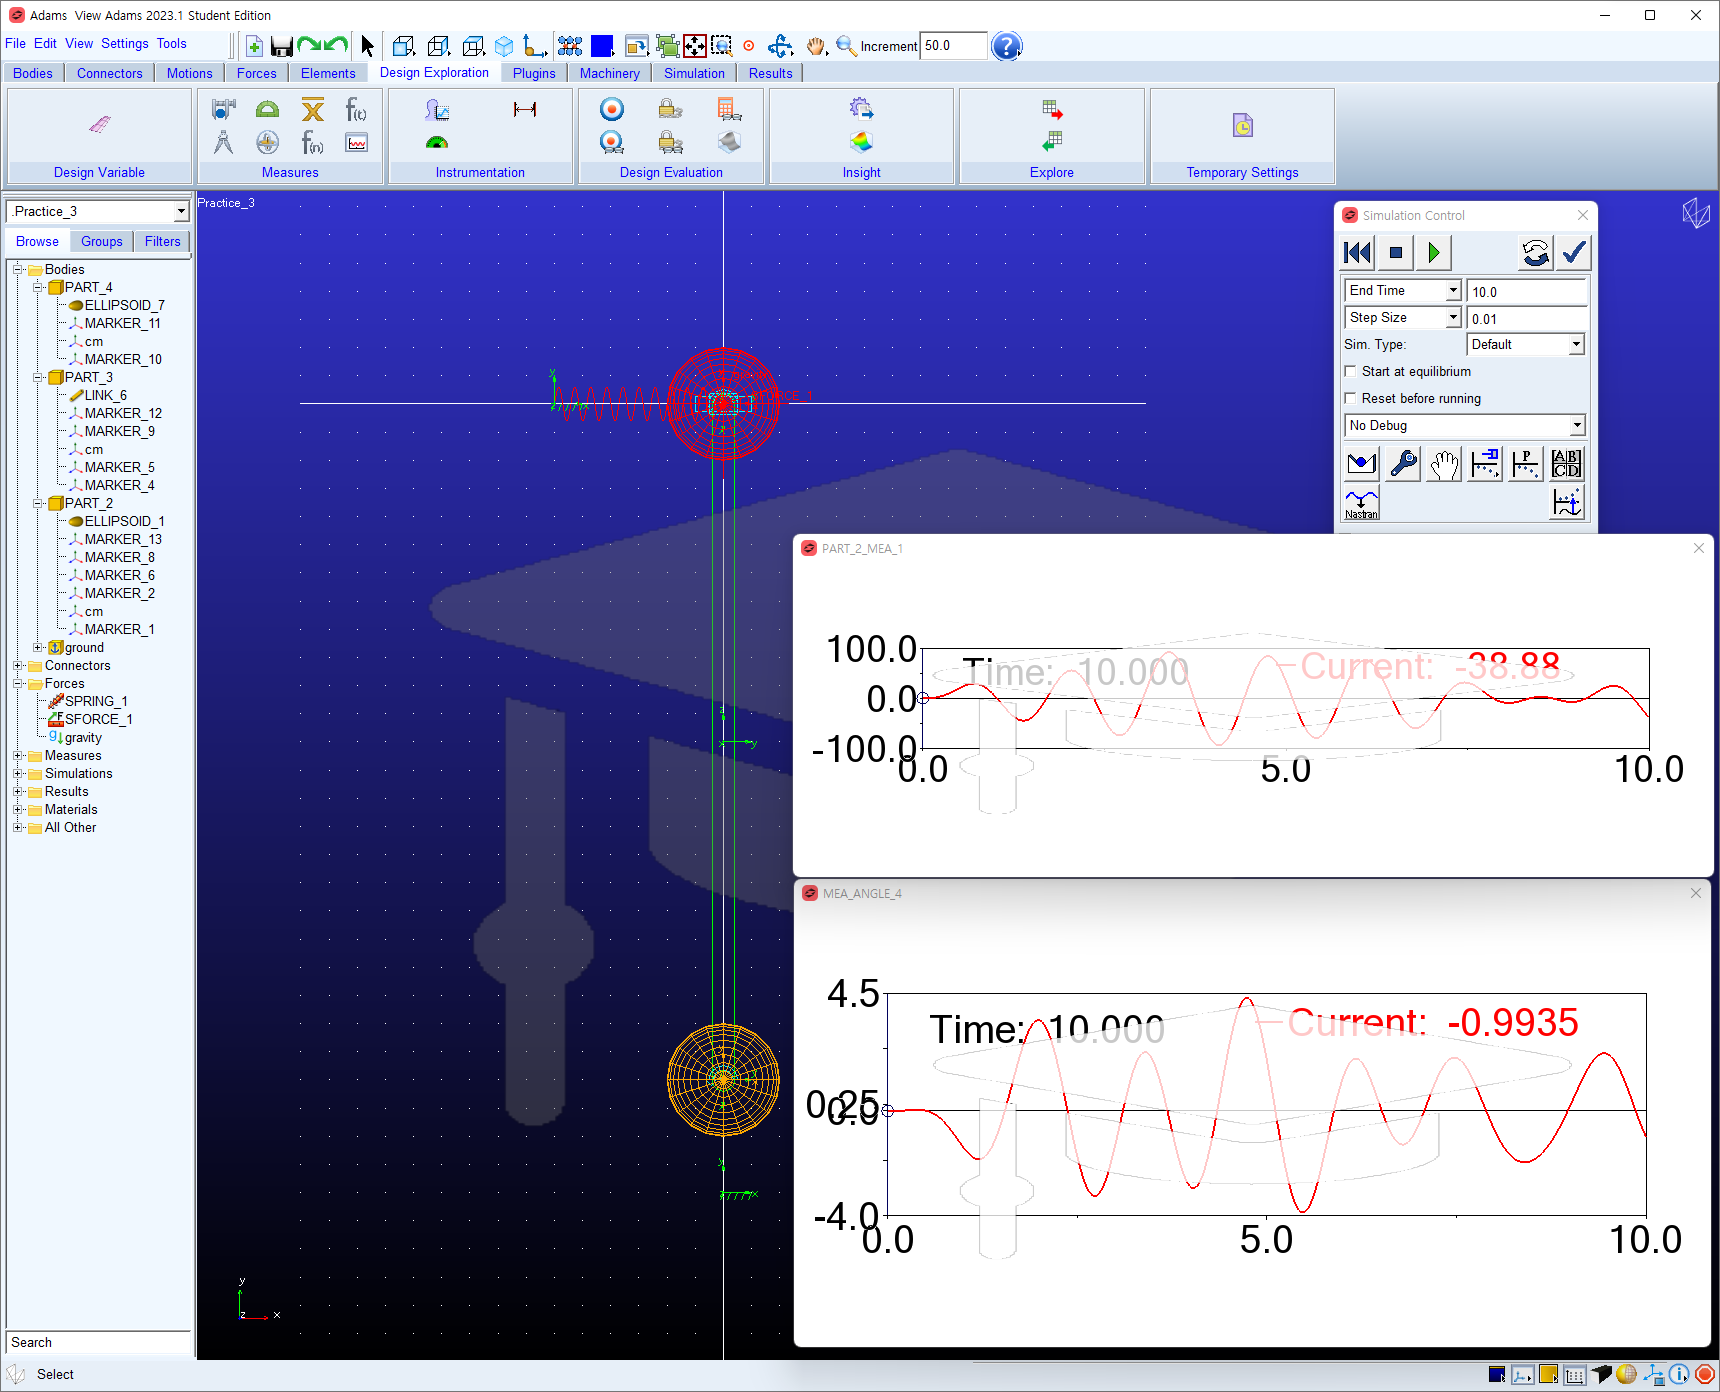 Adams View Adams 2023.1 Student Edition
File Edit View Settings Tools
Increment 50.0
Bodies Connectors Motions Forces Elements Design Exploration Plugins Machinery Simulation Results
f(t)
f(n)
Design Variable Measures Instrumentation Design Evaluation Insight Explore Temporary Settings
.Practice_3
Browse Groups Filters
Bodies
PART_4
ELLIPSOID_7
MARKER_11
cm
MARKER_10
PART_3
LINK_6
MARKER_12
MARKER_9
cm
MARKER_5
MARKER_4
PART_2
ELLIPSOID_1
MARKER_13
MARKER_8
MARKER_6
MARKER_2
cm
MARKER_1
ground
Connectors
Forces
SPRING_1
SFORCE_1
gravity
Measures
Simulations
Results
Materials
All Other
Search
Select
Practice_3
y
x
z
y
x
y
x
y
z
x
Simulation Control
End Time 10.0
Step Size 0.01
Sim. Type: Default
Start at equilibrium
Reset before running
No Debug
P
A B
C D
Nastran
PART_2_MEA_1
100.0
0.0
-100.0
Time: 10.000
Current: -38.88
0.0 5.0 10.0
MEA_ANGLE_4
4.5
0.25
0.0
-4.0
Time: 10.000
Current: -0.9935
0.0 5.0 10.0